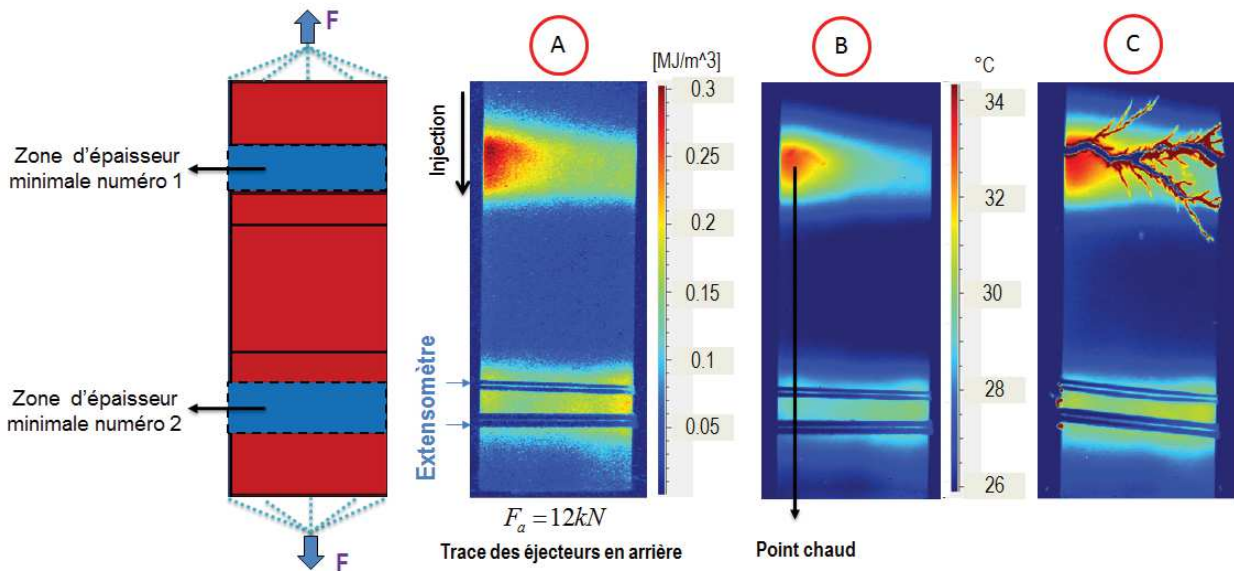 F
A
B
C
[MJ/m^3]
°C
Zone d'épaisseur
minimale numéro 1
Injection
0.3
0.25
0.2
0.15
0.1
0.05
34
32
30
28
26
Zone d'épaisseur
minimale numéro 2
Extensomètre
F
Fa = 12kN
Trace des éjecteurs en arrière
Point chaud